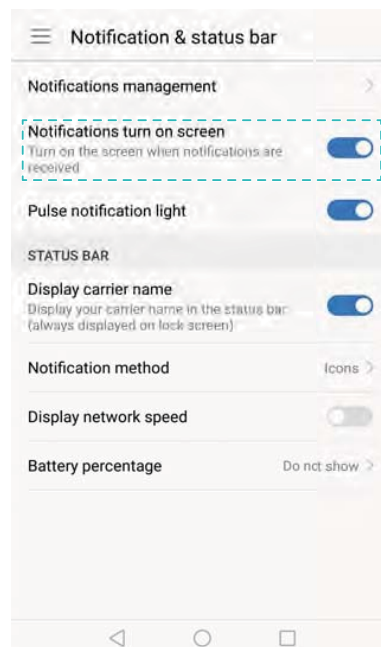 Notification & status bar
Notifications management
Notifications turn on screen
Turn on the screen when notifications are
received
Pulse notification light
STATUS BAR
Display carrier name
Display your carrier name in the status bar
(always displayed on lock screen)
Notification method
Icons
Display network speed
Battery percentage
Do not show